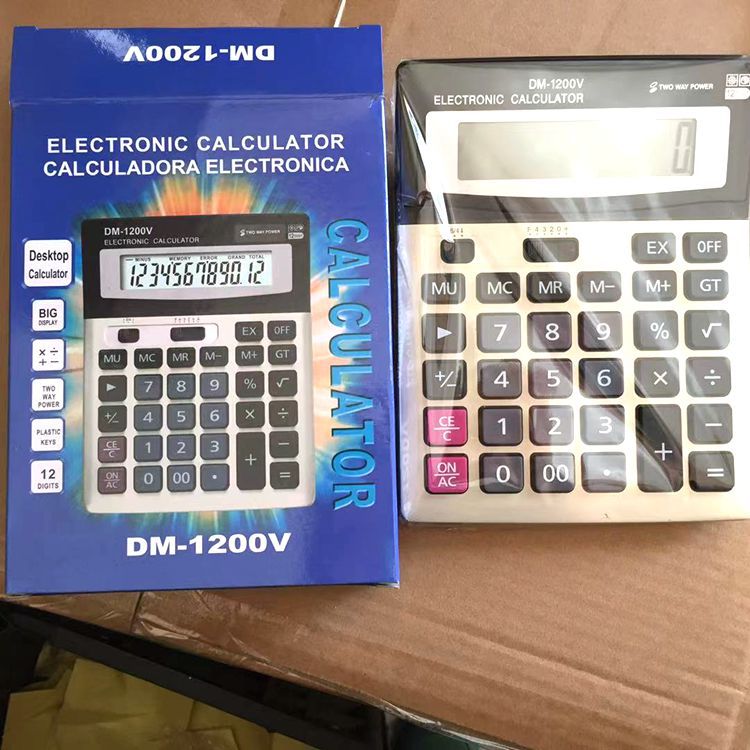 DM-1200V
ELECTRONIC CALCULATOR
CALCULADORA ELECTRONICA
CALCULATOR
Desktop
Calculator
BIG
DISPLAY
TWO
WAY
POWER
PLASTIC
KEYS
12
DIGITS
DM-1200V
ELECTRONIC CALCULATOR
TWO WAY POWER
MINUS MEMORY ERROR GRAND TOTAL
123456789012
EX OFF
MU MC MR M- M+ GT
▶ 7 8 9 % √
+/- 4 5 6 × ÷
CE/C 1 2 3 + −
ON/AC 0 00 · =
DM-1200V
DM-1200V
ELECTRONIC CALCULATOR
TWO WAY POWER
12
0
F 4 3 2 0 +
EX OFF
MU MC MR M− M+ GT
▶ 7 8 9 % √
+/- 4 5 6 × ÷
CE/C 1 2 3 + −
ON/AC 0 00 · =